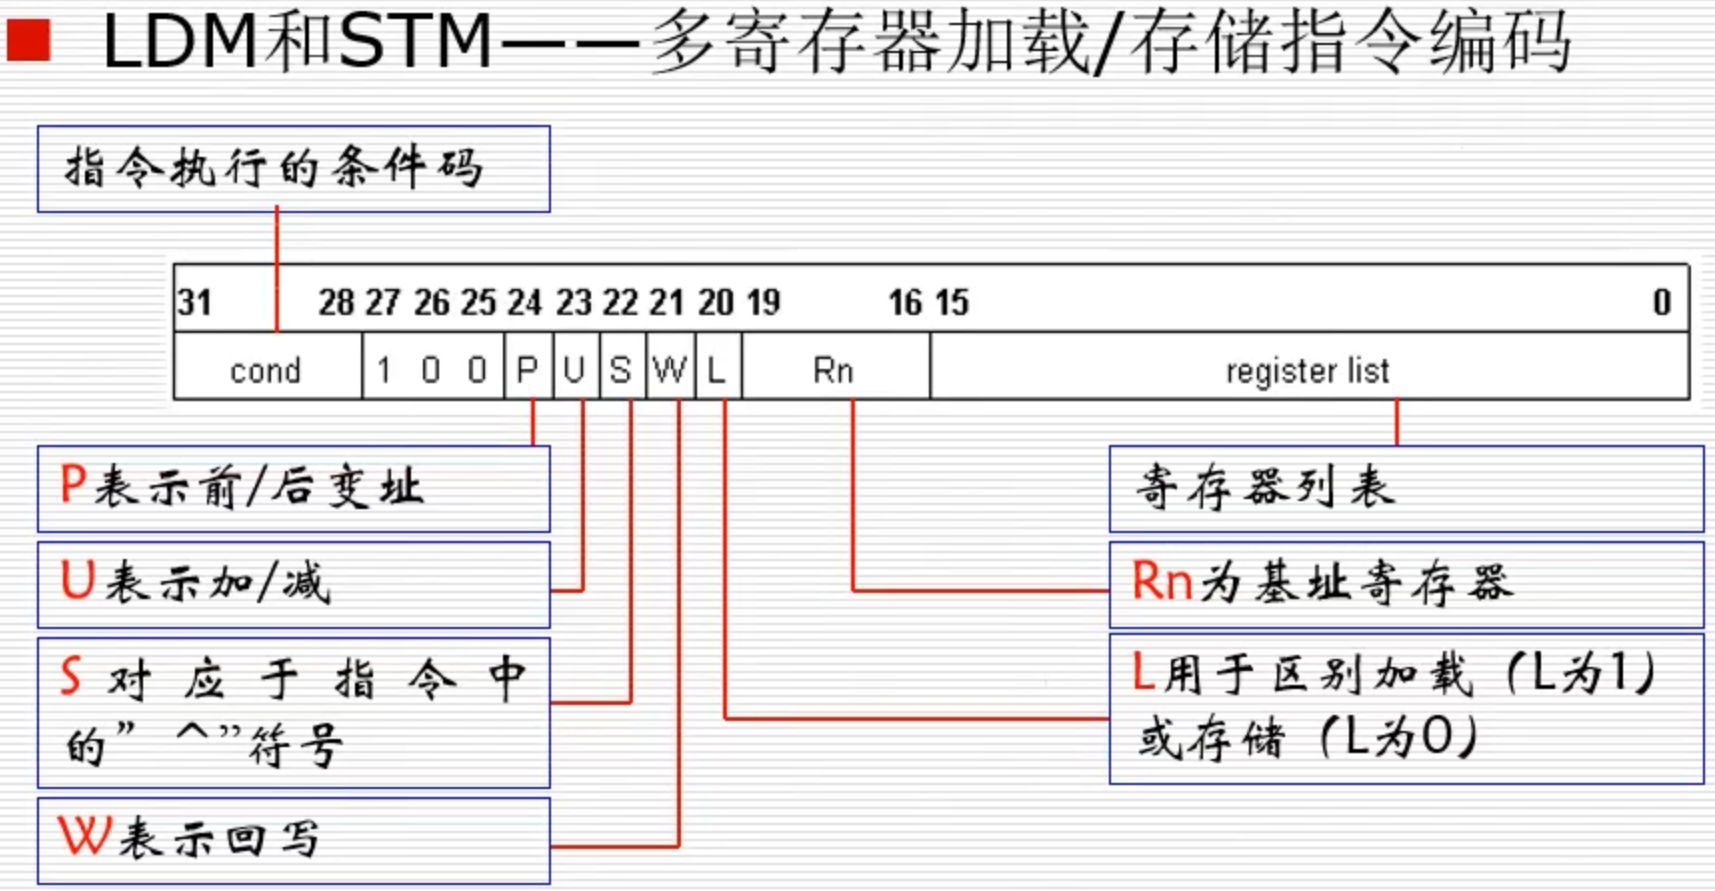 LDM和STM——多寄存器加载/存储指令编码
指令执行的条件码
31 28 27 26 25 24 23 22 21 20 19 16 15 0
cond 1 0 0 P U S W L Rn register list
P表示前/后变址
U表示加/减
S对应于指令中
的”^”符号
W表示回写
寄存器列表
Rn为基址寄存器
L用于区别加载（L为1）
或存储（L为0）